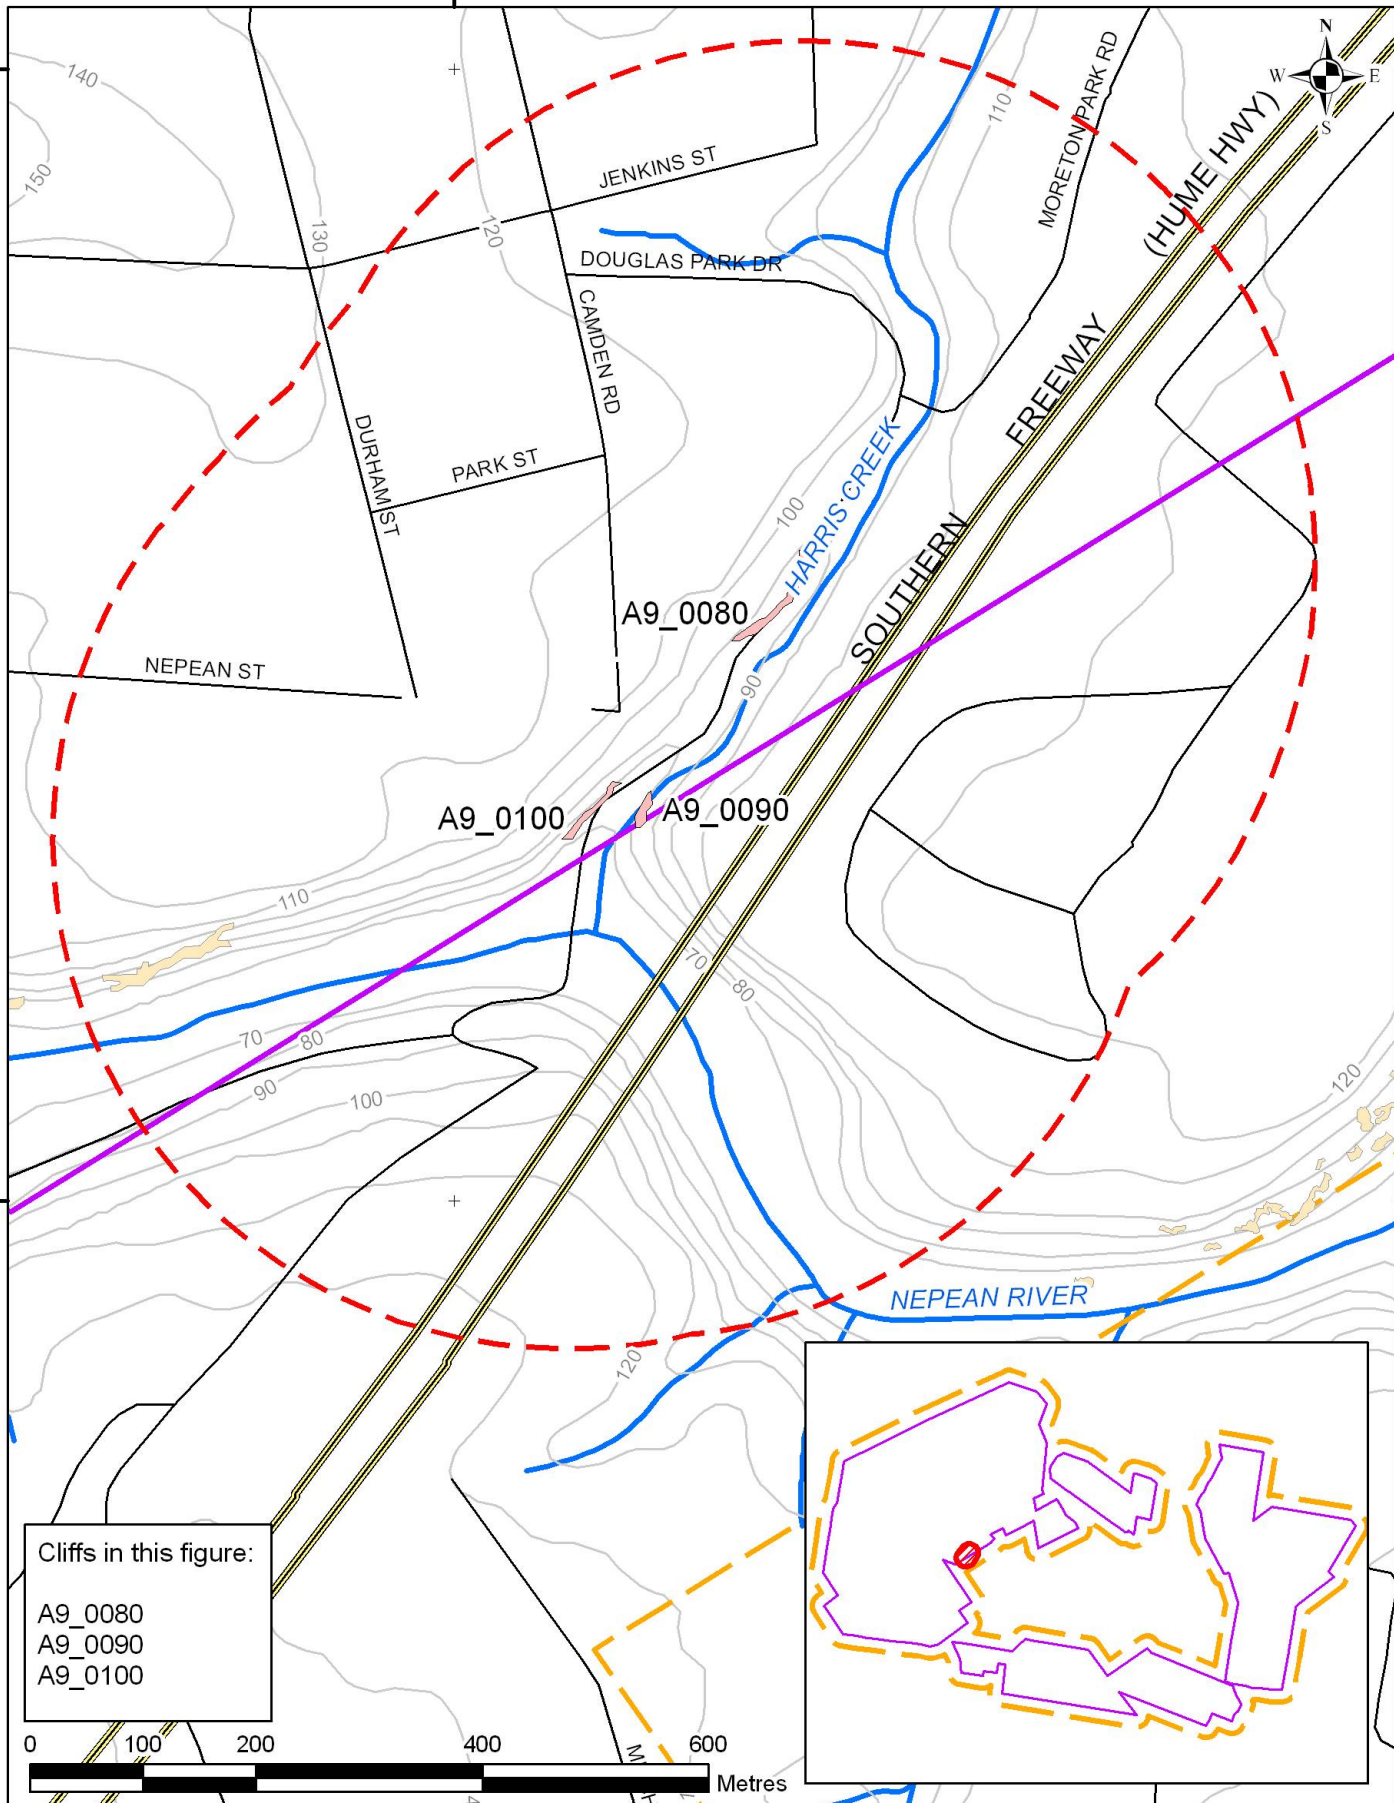 N
W E
S
140
150
130
120
110
MORETON PARK RD
(HUME HWY)
JENKINS ST
DOUGLAS PARK DR
CAMDEN RD
FREEWAY
DURHAM ST
PARK ST
HARRIS CREEK
100
SOUTHERN
A9_0080
NEPEAN ST
90
A9_0100
A9_0090
110
70
80
70
80
90
100
120
NEPEAN RIVER
120
Cliffs in this figure:
A9_0080
A9_0090
A9_0100
0 100 200 400 600
Metres